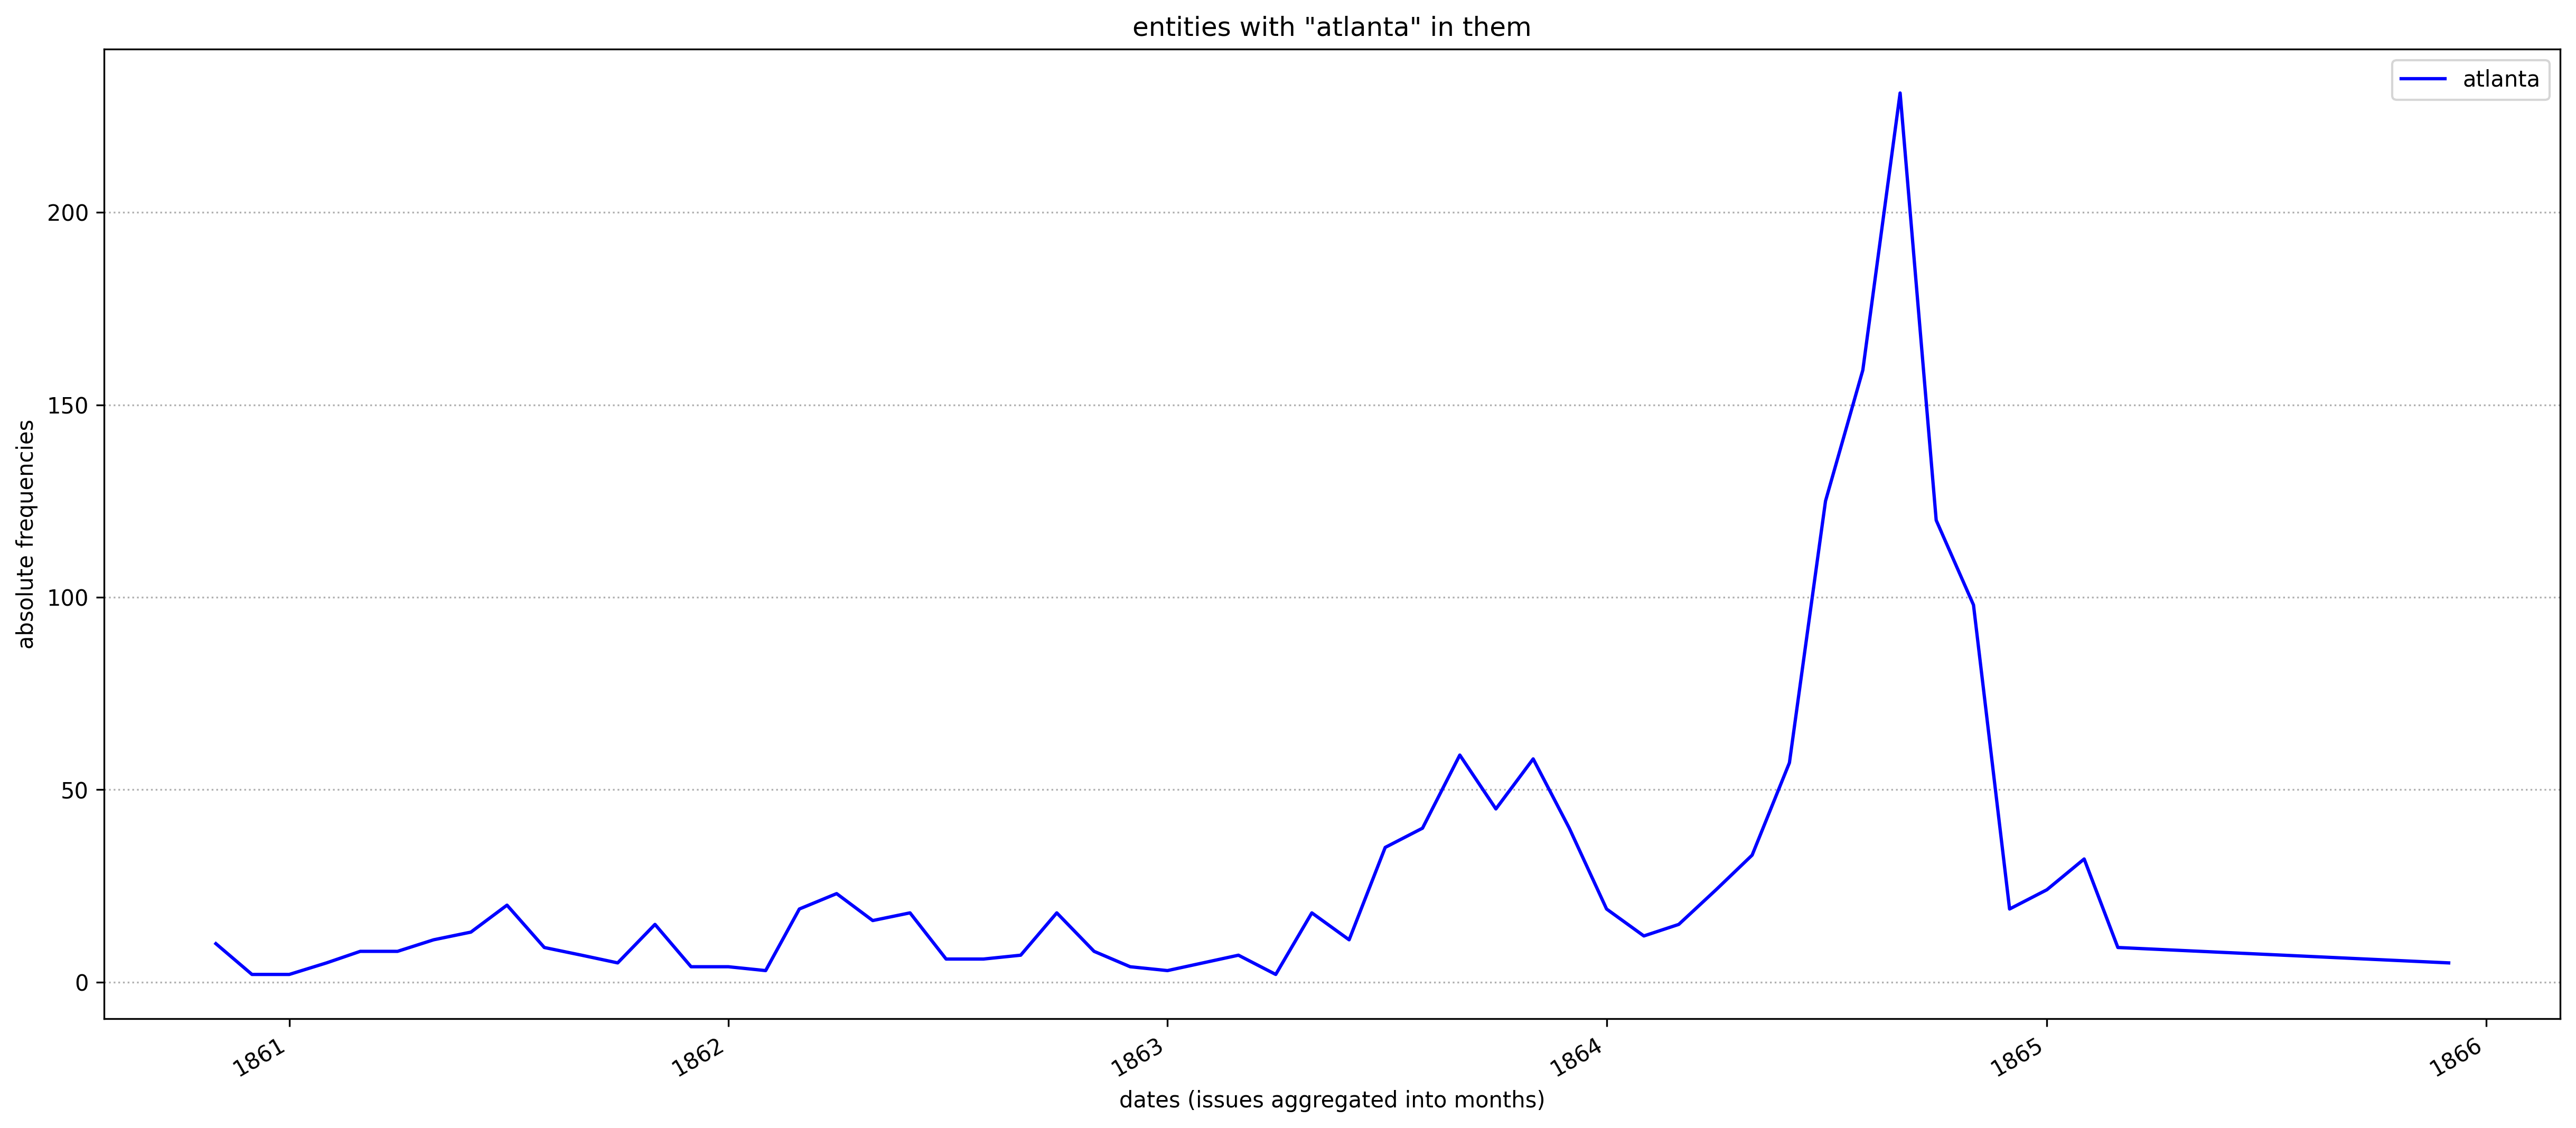 entities with "atlanta" in them
atlanta
absolute frequencies
200
150
100
50
0
1861
1862
1863
1864
1865
1866
dates (issues aggregated into months)